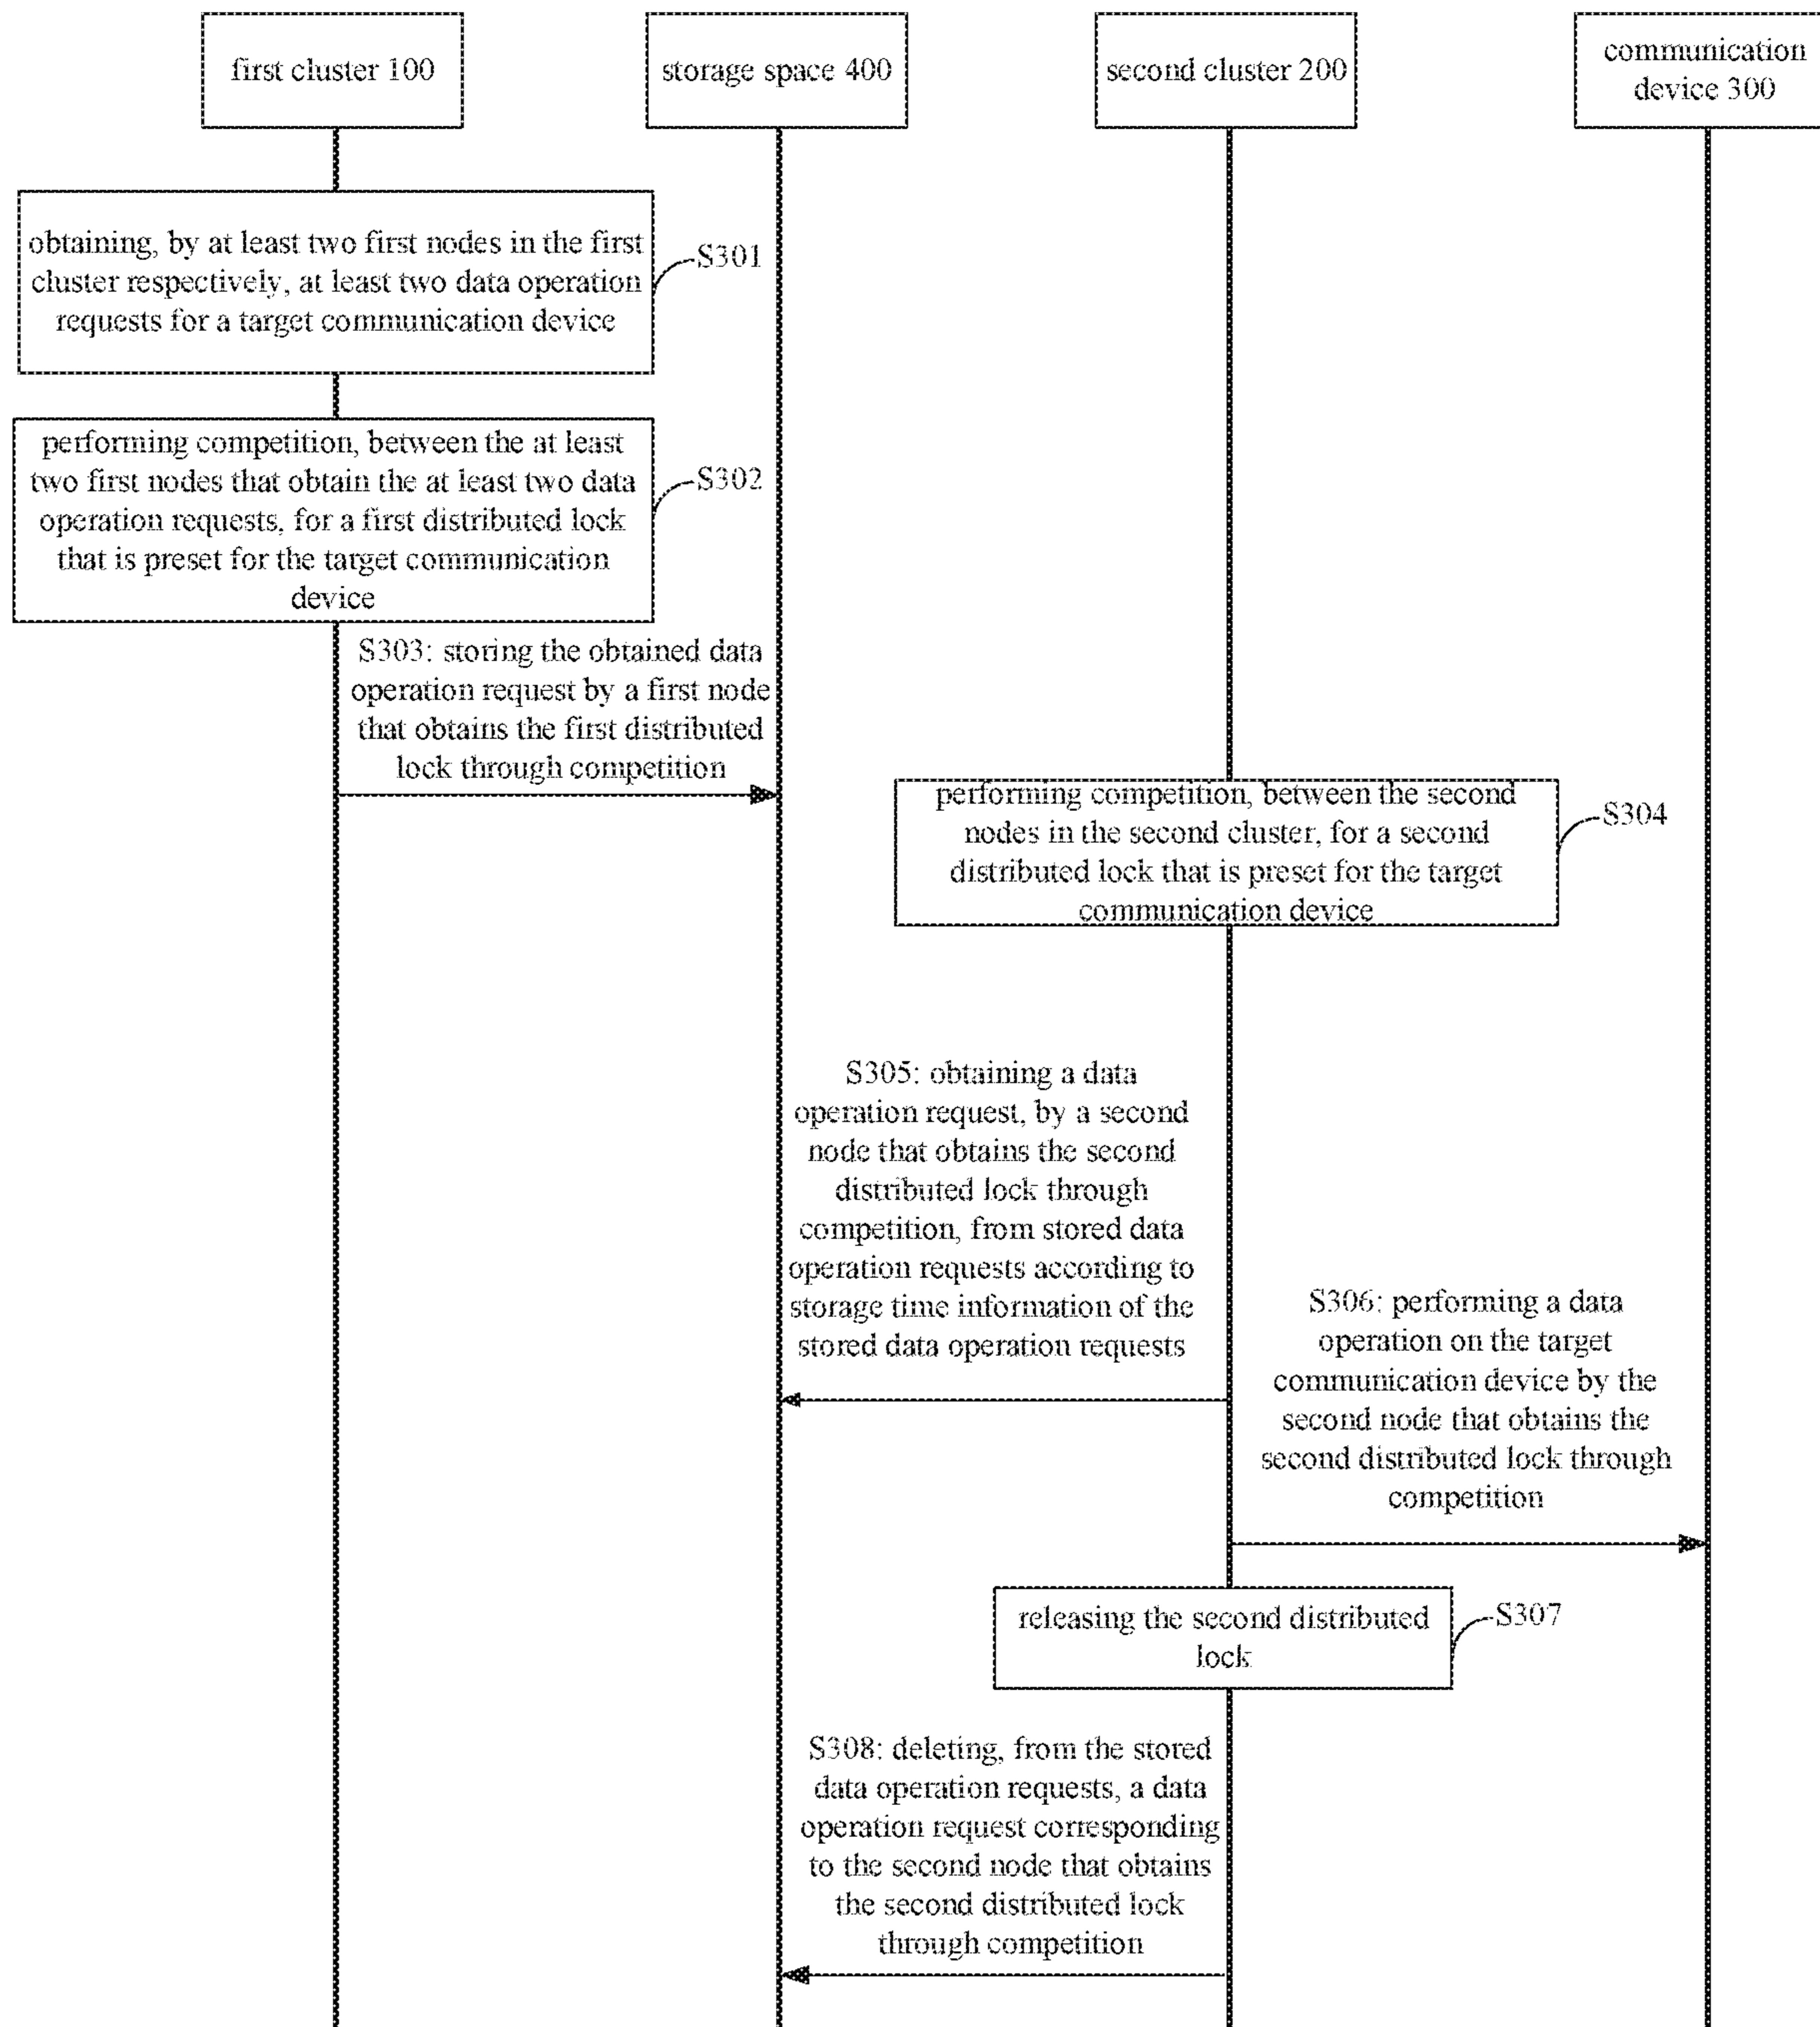 first cluster 100
storage space 400
second cluster 200
communication
device 300
obtaining, by at least two first nodes in the first
cluster respectively, at least two data operation
requests for a target communication device
S301
performing competition, between the at least
two first nodes that obtain the at least two data
operation requests, for a first distributed lock
that is preset for the target communication
device
S302
S303: storing the obtained data
operation request by a first node
that obtains the first distributed
lock through competition
performing competition, between the second
nodes in the second cluster, for a second
distributed lock that is preset for the target
communication device
S304
S305: obtaining a data
operation request, by a second
node that obtains the second
distributed lock through
competition, from stored data
operation requests according to
storage time information of the
stored data operation requests
S306: performing a data
operation on the target
communication device by the
second node that obtains the
second distributed lock through
competition
releasing the second distributed
lock
S307
S308: deleting, from the stored
data operation requests, a data
operation request corresponding
to the second node that obtains
the second distributed lock
through competition